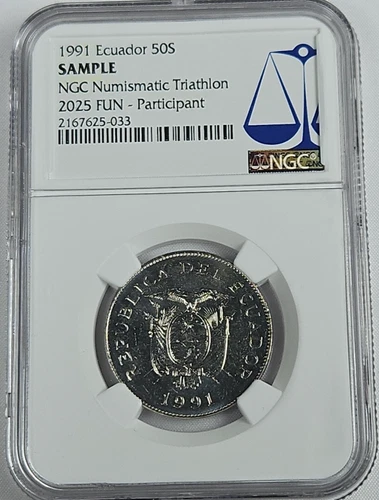 1991 Ecuador 50S
SAMPLE
NGC Numismatic Triathlon
2025 FUN - Participant
2167625-033
NGC
REPUBLICA DEL ECUADOR
1991